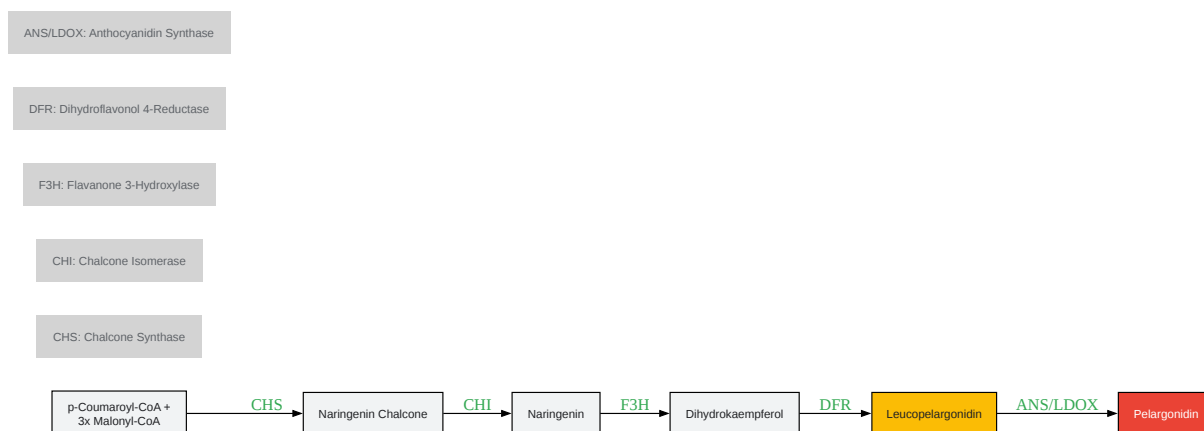 ANS/LDOX: Anthocyanidin Synthase
DFR: Dihydroflavonol 4-Reductase
F3H: Flavanone 3-Hydroxylase
CHI: Chalcone Isomerase
CHS: Chalcone Synthase
p-Coumaroyl-CoA +
3x Malonyl-CoA
CHS
Naringenin Chalcone
CHI
Naringenin
F3H
Dihydrokaempferol
DFR
Leucopelargonidin
ANS/LDOX
Pelargonidin